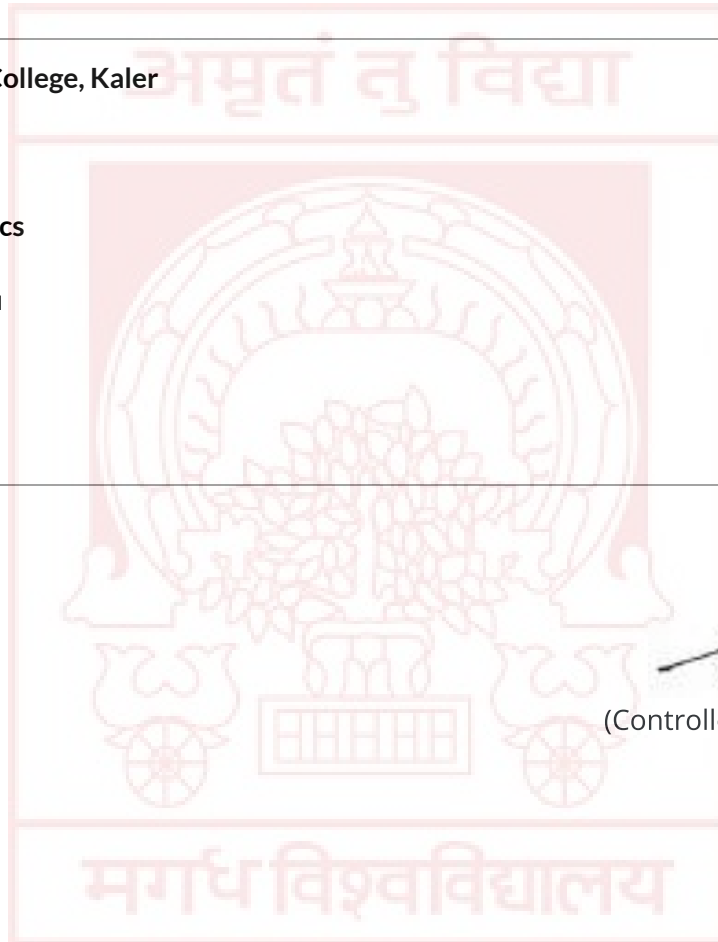 अमृतं तु विद्या
College, Kaler
cs
(Controll
मगध विश्वविद्यालय